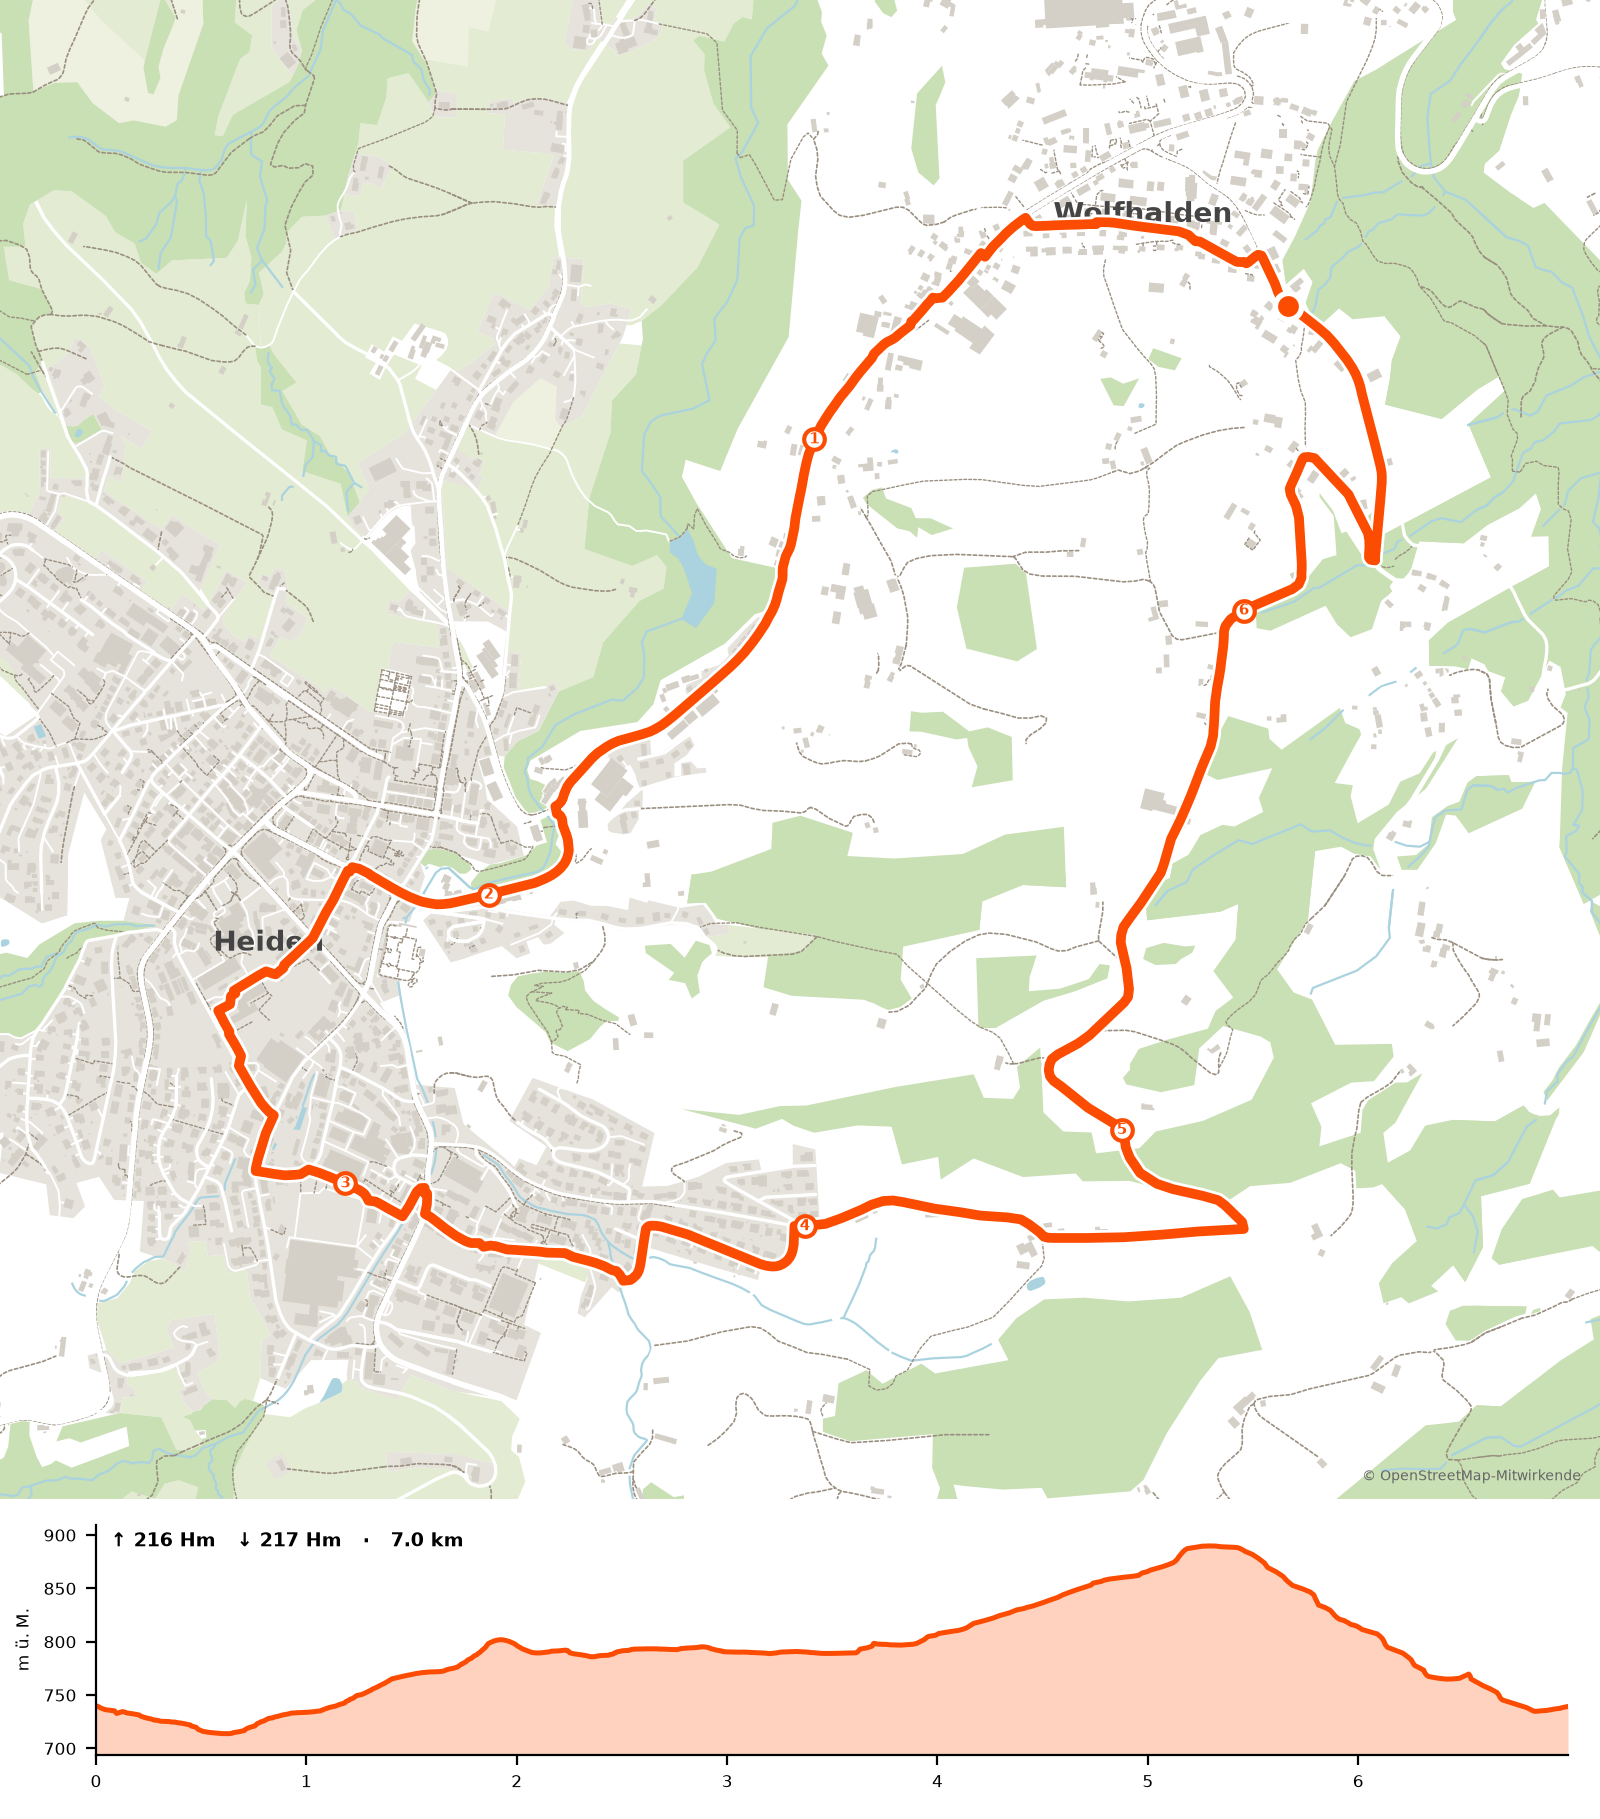 Wolfhalden
1
6
2
Heiden
5
3
4
© OpenStreetMap-Mitwirkende
↑ 216 Hm ↓ 217 Hm · 7.0 km
m ü. M.
900
850
800
750
700
0 1 2 3 4 5 6